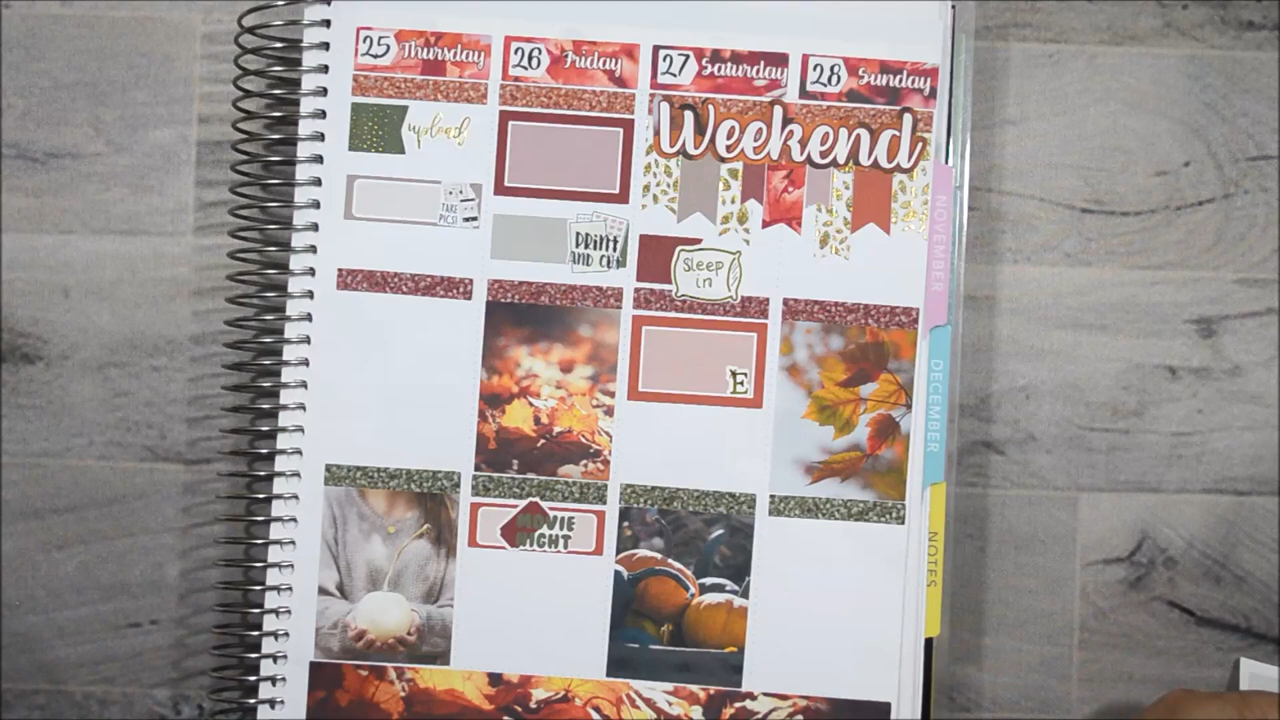 25 Thursday
26 Friday
27 Saturday
28 Sunday
Weekend
upload
TAKE
PICS!
PRINT
AND CUT
Sleep
in
E
MOVIE
NIGHT
NOVEMBER
DECEMBER
NOTES